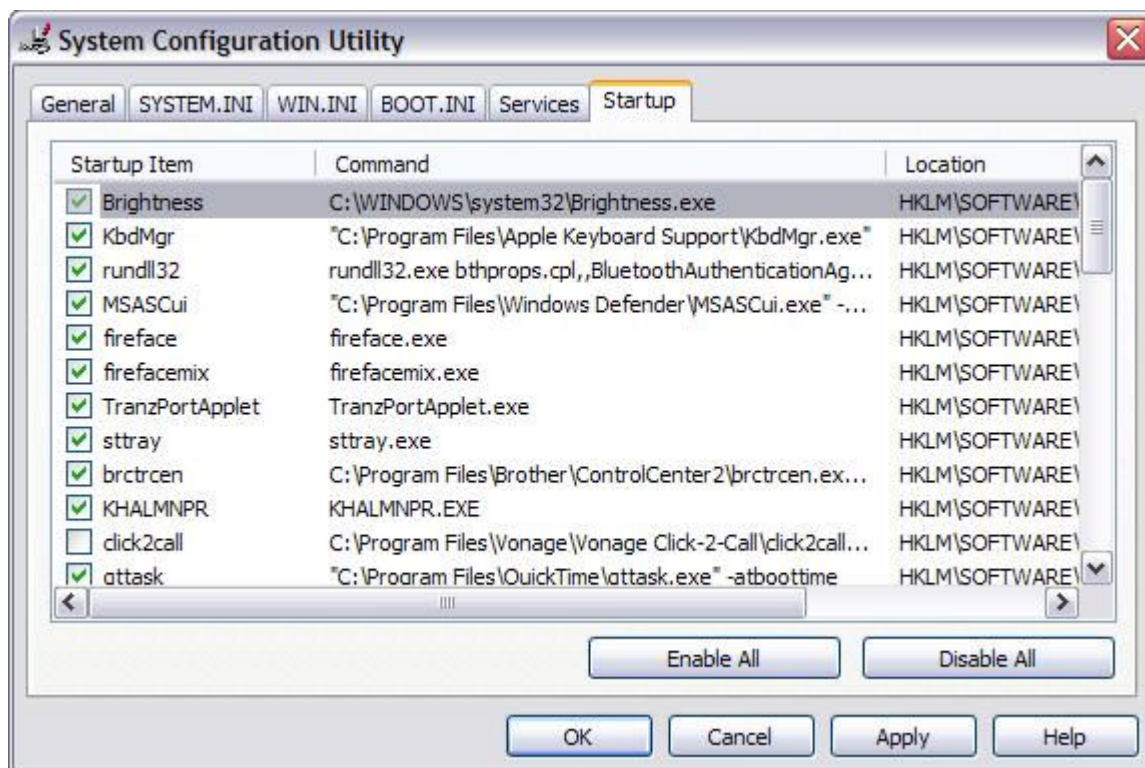 System Configuration Utility
General SYSTEM.INI WIN.INI BOOT.INI Services Startup
Startup Item Command Location
Brightness C:\WINDOWS\system32\Brightness.exe HKLM\SOFTWARE\
KbdMgr "C:\Program Files\Apple Keyboard Support\KbdMgr.exe" HKLM\SOFTWARE\
rundll32 rundll32.exe bthprops.cpl,,BluetoothAuthenticationAg... HKLM\SOFTWARE\
MSASCui "C:\Program Files\Windows Defender\MSASCui.exe" -... HKLM\SOFTWARE\
fireface fireface.exe HKLM\SOFTWARE\
firefacemix firefacemix.exe HKLM\SOFTWARE\
TranzPortApplet TranzPortApplet.exe HKLM\SOFTWARE\
sttray sttray.exe HKLM\SOFTWARE\
brctrcen C:\Program Files\Brother\ControlCenter2\brctrcen.ex... HKLM\SOFTWARE\
KHALMNPR KHALMNPR.EXE HKLM\SOFTWARE\
click2call C:\Program Files\Vonage\Vonage Click-2-Call\click2call... HKLM\SOFTWARE\
qttask "C:\Program Files\QuickTime\qttask.exe" -atboottime HKLM\SOFTWARE\
Enable All Disable All
OK Cancel Apply Help